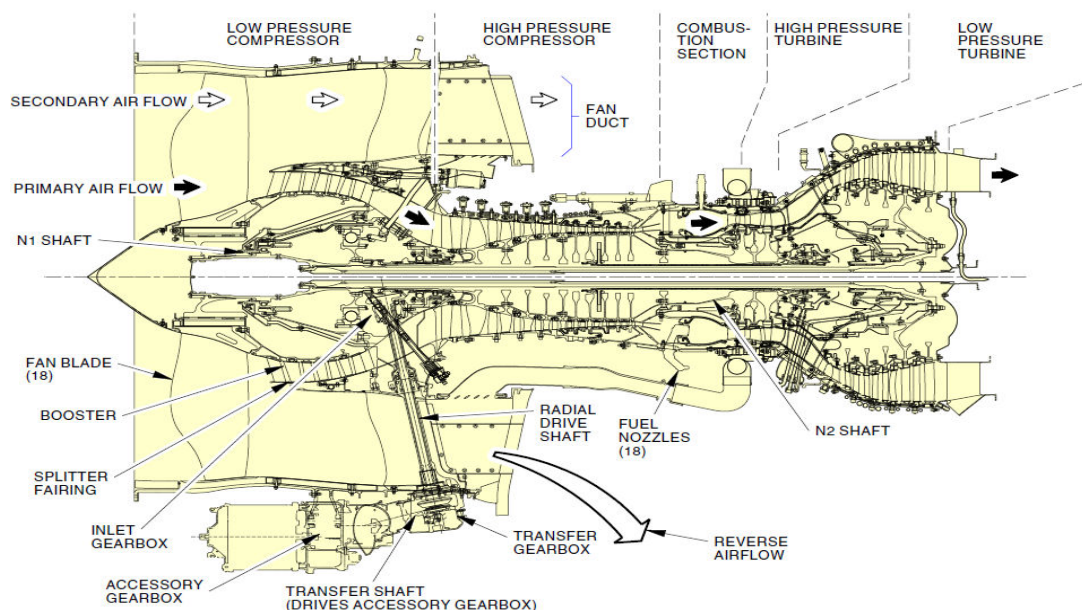 LOW PRESSURE
COMPRESSOR
HIGH PRESSURE
COMPRESSOR
COMBUS-
TION
SECTION
HIGH PRESSURE
TURBINE
LOW
PRESSURE
TURBINE
SECONDARY AIR FLOW
FAN
DUCT
PRIMARY AIR FLOW
N1 SHAFT
FAN BLADE
(18)
BOOSTER
SPLITTER
FAIRING
INLET
GEARBOX
ACCESSORY
GEARBOX
TRANSFER SHAFT
(DRIVES ACCESSORY GEARBOX)
RADIAL
DRIVE
SHAFT
TRANSFER
GEARBOX
FUEL
NOZZLES
(18)
N2 SHAFT
REVERSE
AIRFLOW